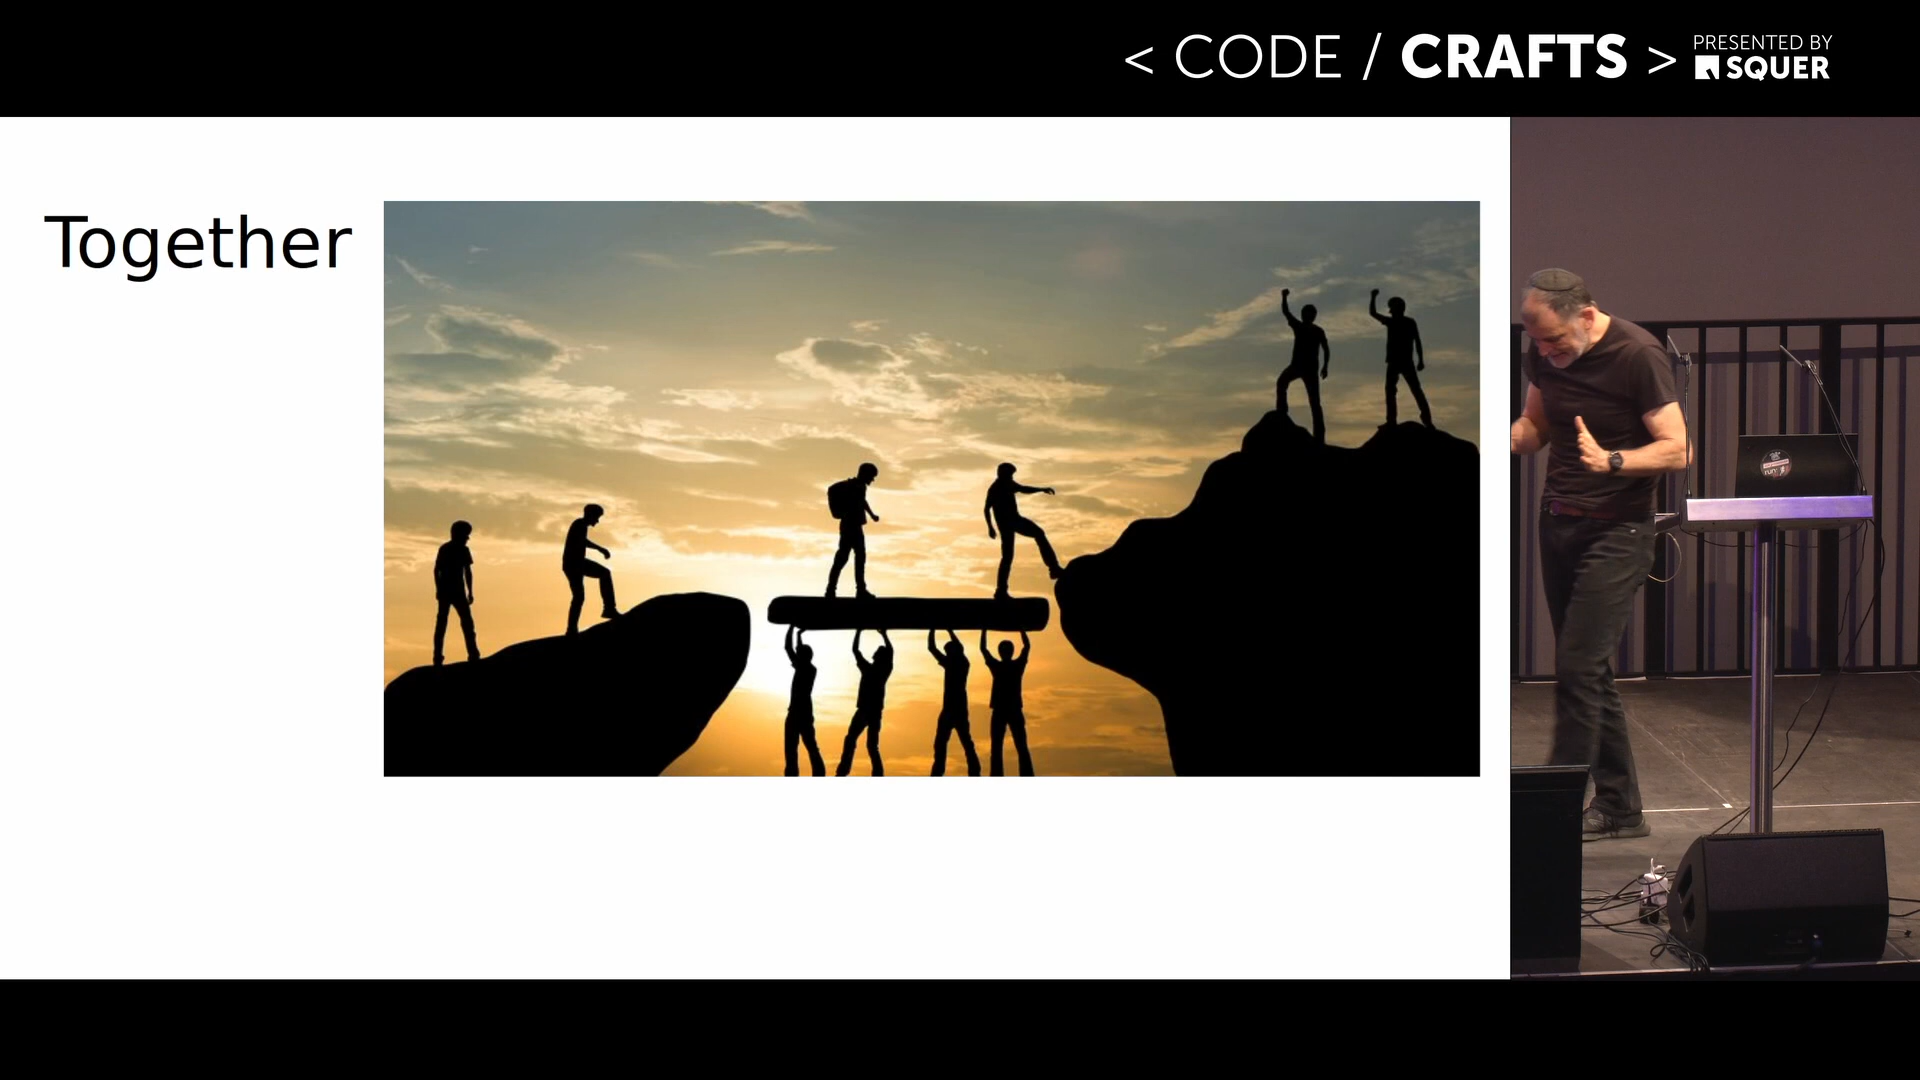 < CODE / CRAFTS >
PRESENTED BY
SQUER
Together